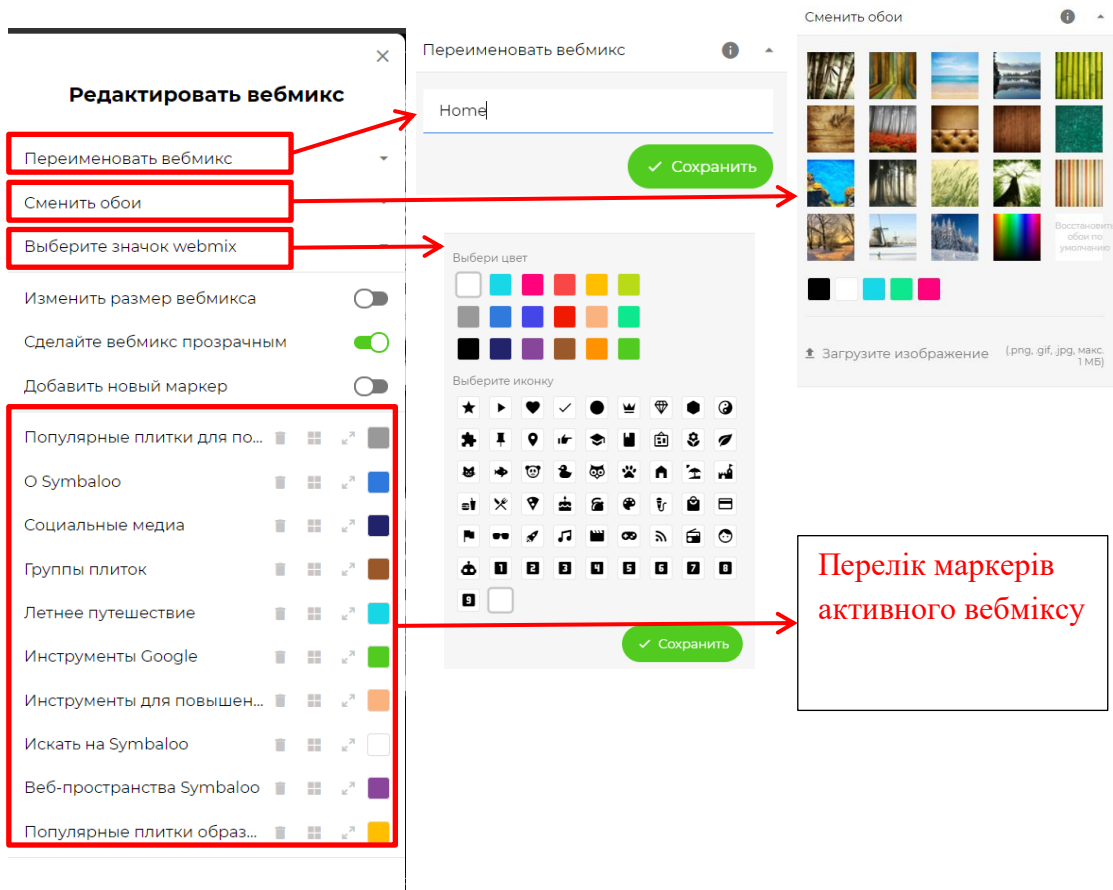 Редактировать вебмикс
Переименовать вебмикс
Сменить обои
Выберите значок webmix
Изменить размер вебмикса
Сделайте вебмикс прозрачным
Добавить новый маркер
Популярные плитки для по...
О Symbaloo
Социальные медиа
Группы плиток
Летнее путешествие
Инструменты Google
Инструменты для повышен...
Искать на Symbaloo
Веб-пространства Symbaloo
Популярные плитки образ...
Переименовать вебмикс
Home
Сохранить
Выбери цвет
Выберите иконку
1 2 3 4 5 6 7 8
9
Сохранить
Сменить обои
Восстановить
обои по
умолчанию
Загрузите изображение (.png, gif, jpg, макс.
1 МБ)
Перелік маркерів
активного вебміксу